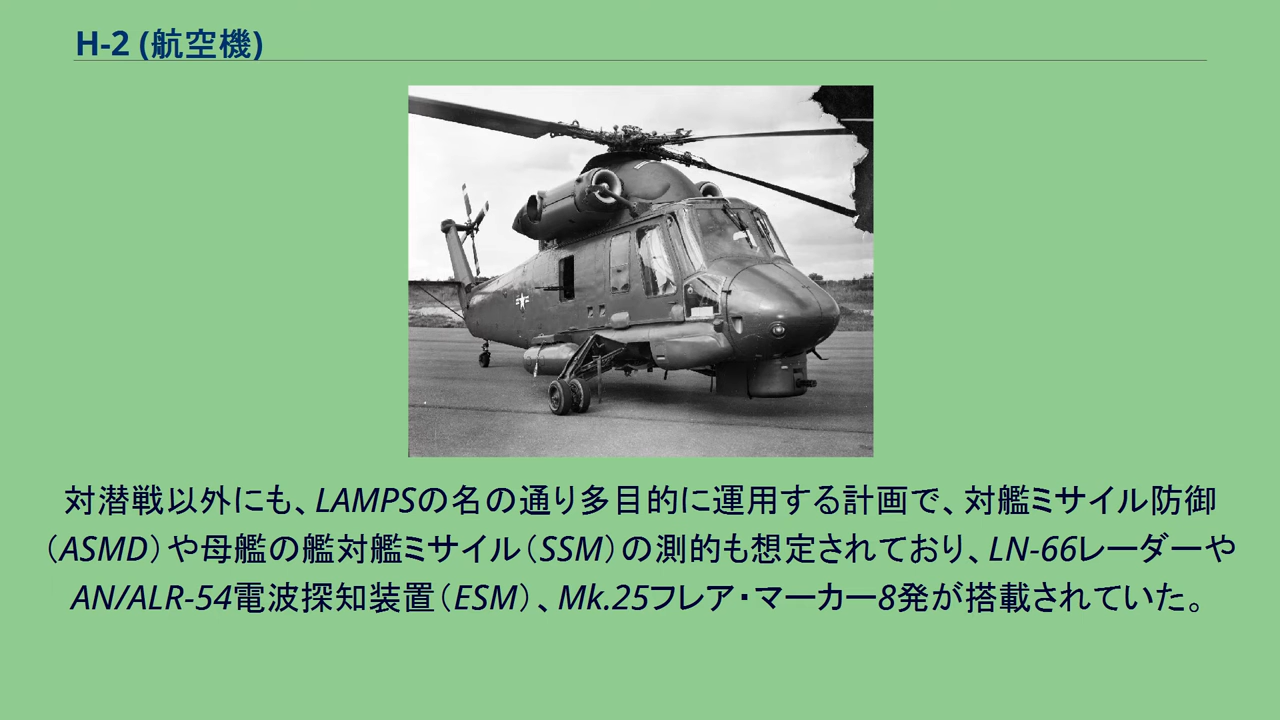 H-2 (航空機)
対潜戦以外にも、LAMPSの名の通り多目的に運用する計画で、対艦ミサイル防御
（ASMD）や母艦の艦対艦ミサイル（SSM）の測的も想定されており、LN-66レーダーや
AN/ALR-54電波探知装置（ESM）、Mk.25フレア・マーカー8発が搭載されていた。